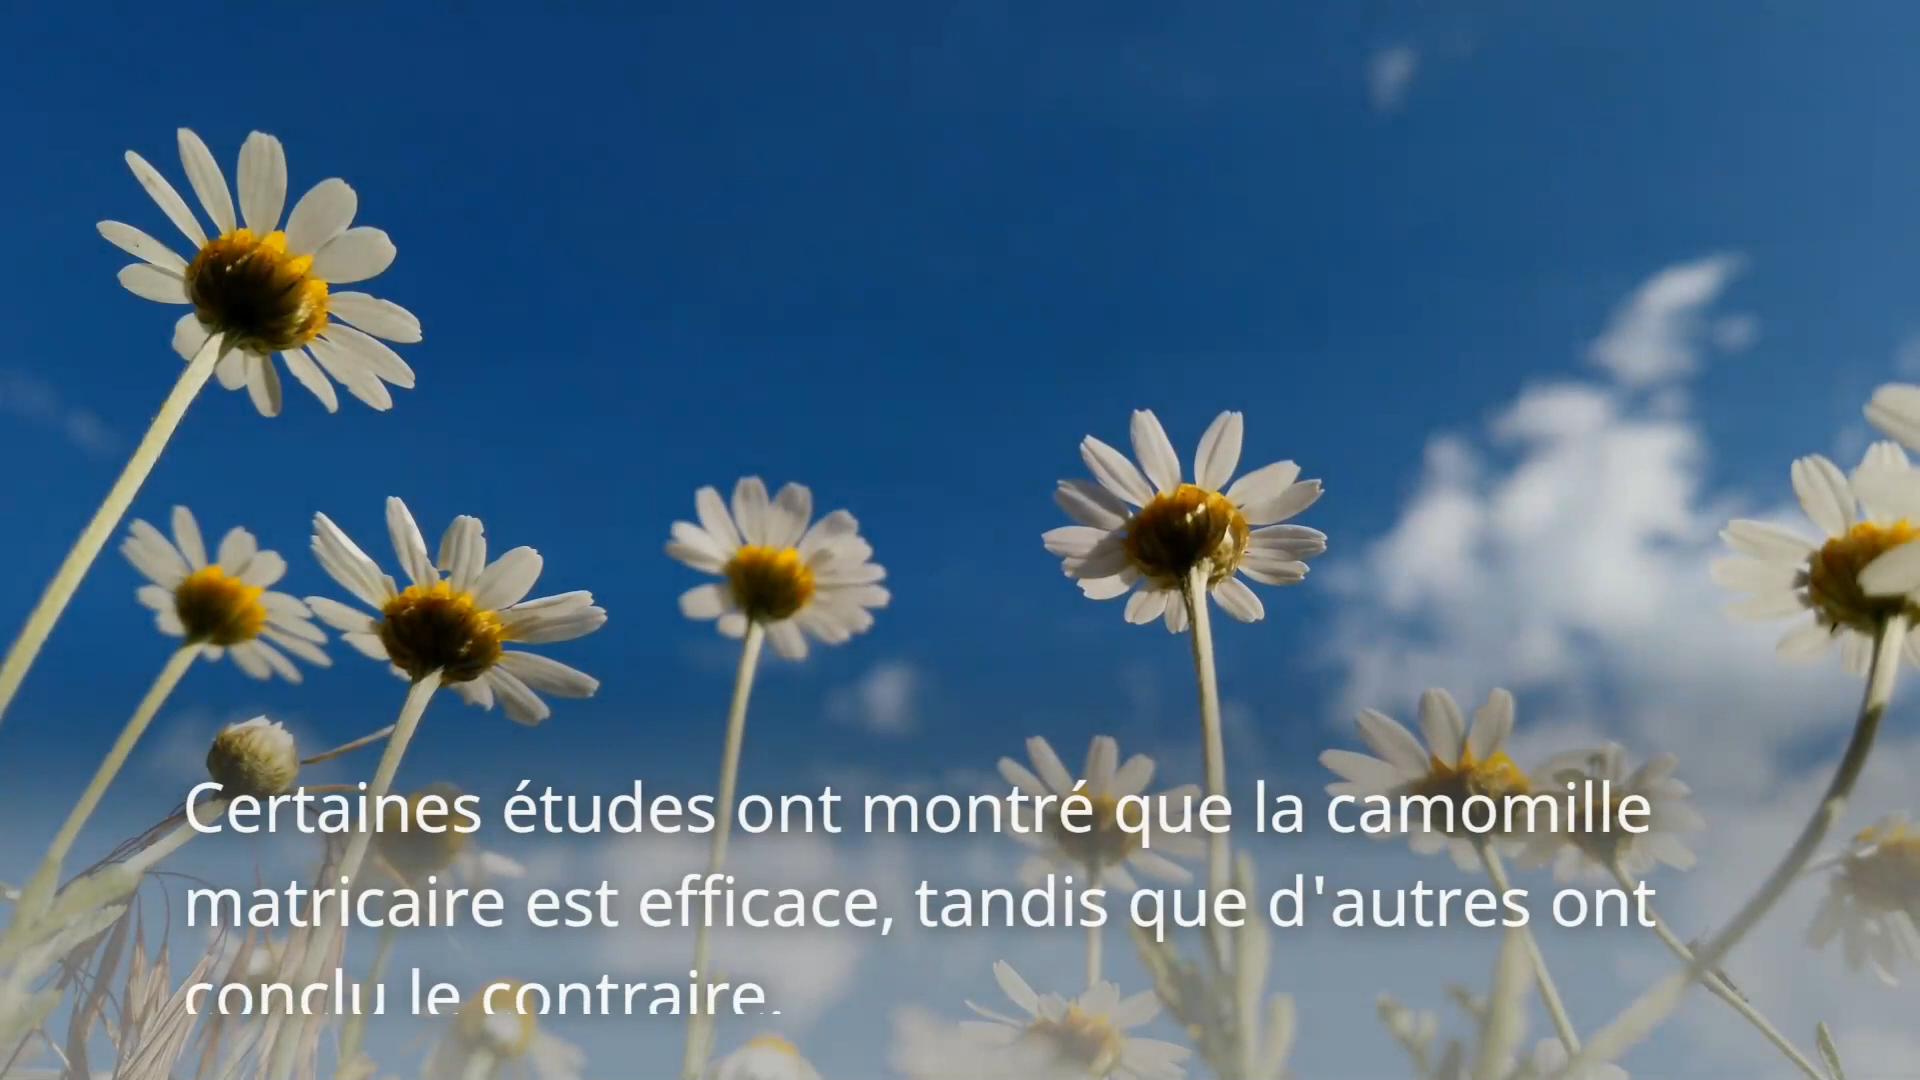 Certaines études ont montré que la camomille
matricaire est efficace, tandis que d'autres ont
conclu le contraire.